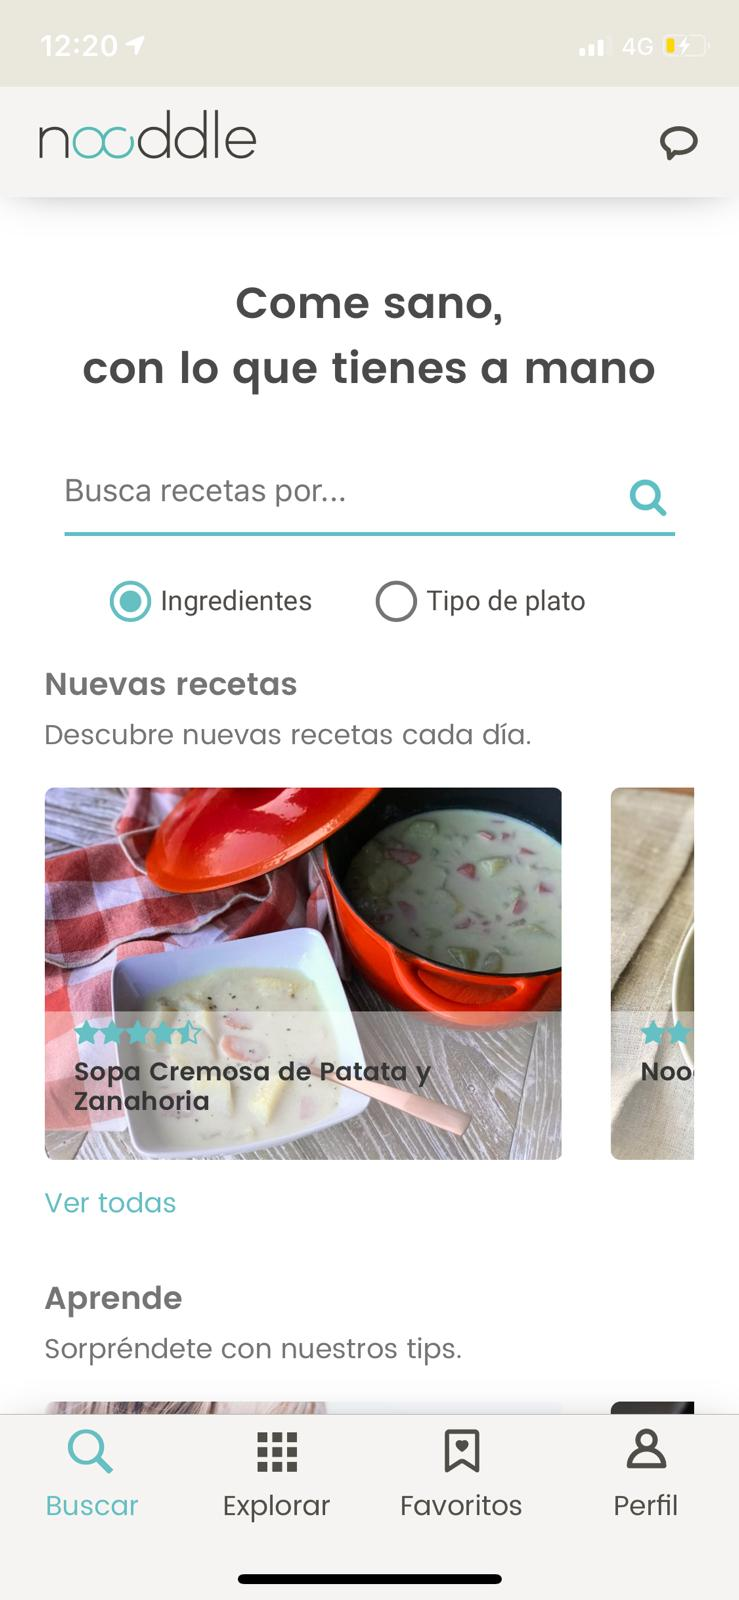 12:20
4G
nooddle
Come sano,
con lo que tienes a mano
Busca recetas por...
Ingredientes
Tipo de plato
Nuevas recetas
Descubre nuevas recetas cada día.
Sopa Cremosa de Patata y
Zanahoria
Noo
Ver todas
Aprende
Sorpréndete con nuestros tips.
Buscar
Explorar
Favoritos
Perfil